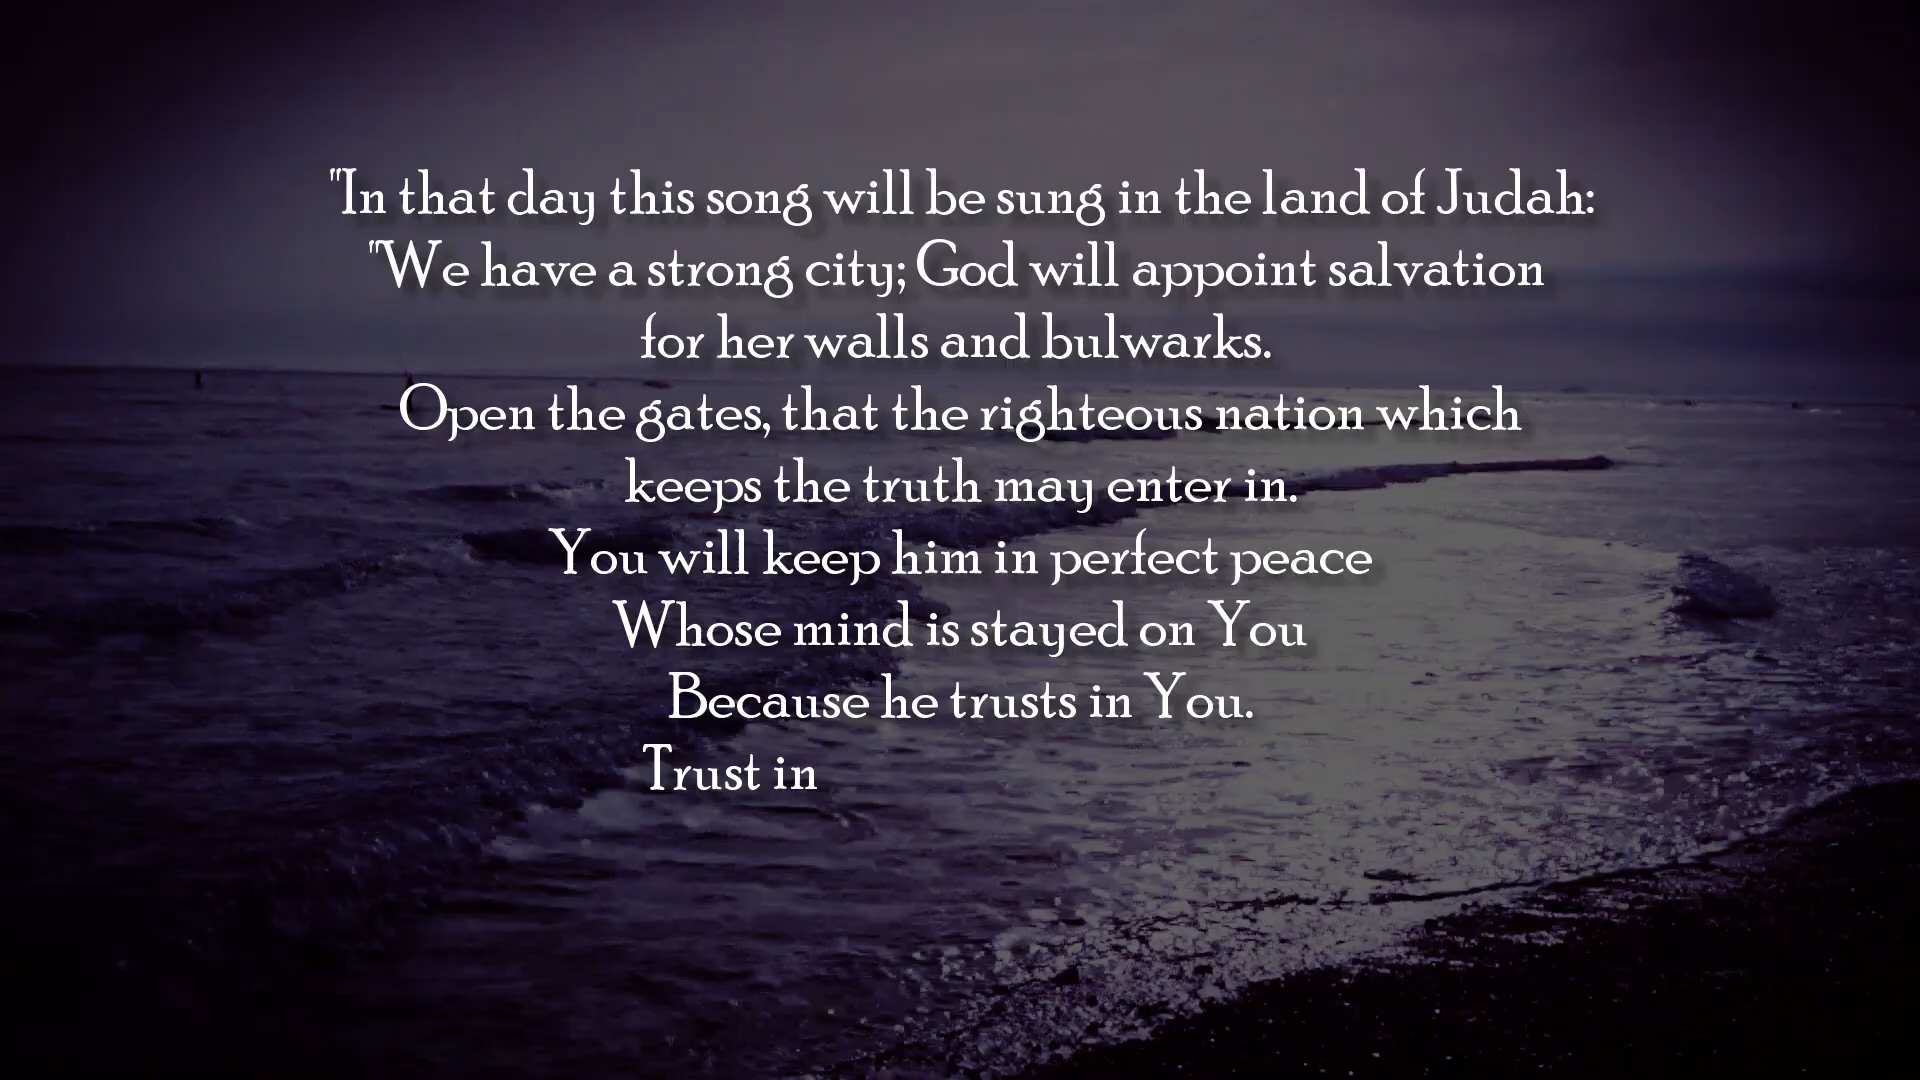 "In that day this song will be sung in the land of Judah:
"We have a strong city; God will appoint salvation
for her walls and bulwarks.
Open the gates, that the righteous nation which
keeps the truth may enter in.
You will keep him in perfect peace
Whose mind is stayed on You
Because he trusts in You.
Trust in